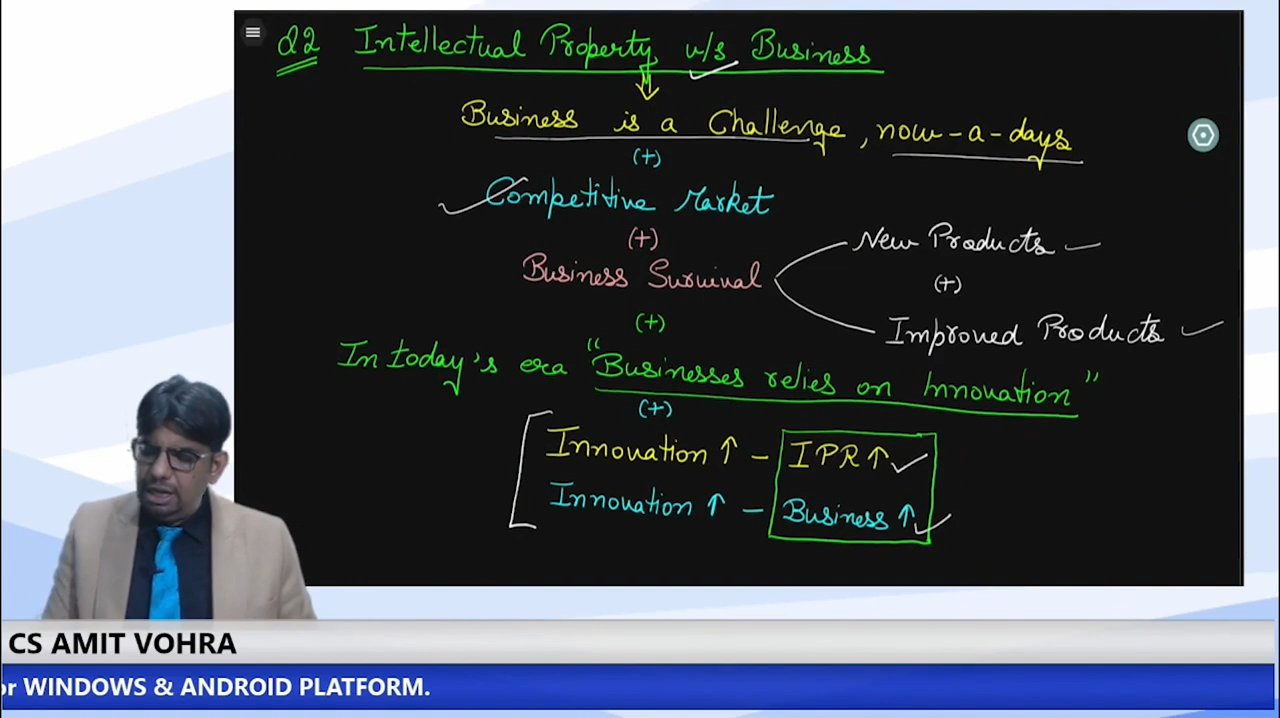 Q2 Intellectual Property v/s Business
Business is a Challenge, now-a-days
(+)
Competitive Market
(+)
Business Survival
New Products
(+)
Improved Products
(+)
In today's era "Businesses relies on Innovation"
(+)
Innovation ↑ - IPR ↑
Innovation ↑ - Business ↑
CS AMIT VOHRA
or WINDOWS & ANDROID PLATFORM.